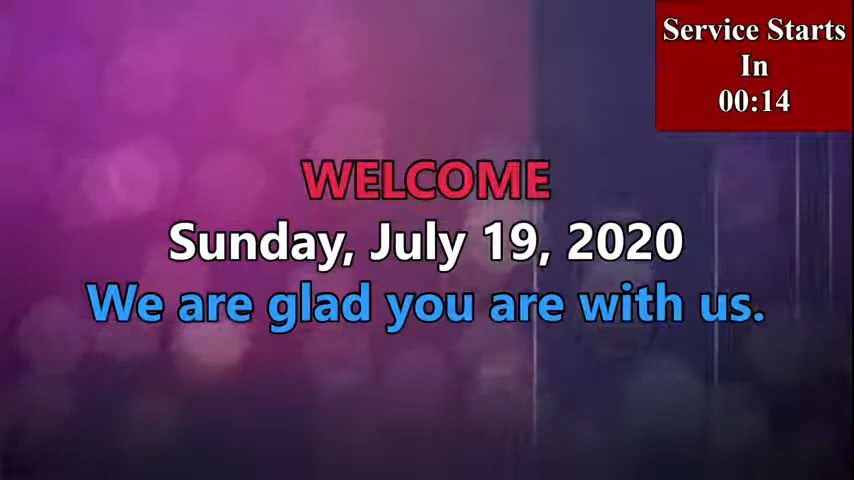 Service Starts
In
00:14
WELCOME
Sunday, July 19, 2020
We are glad you are with us.